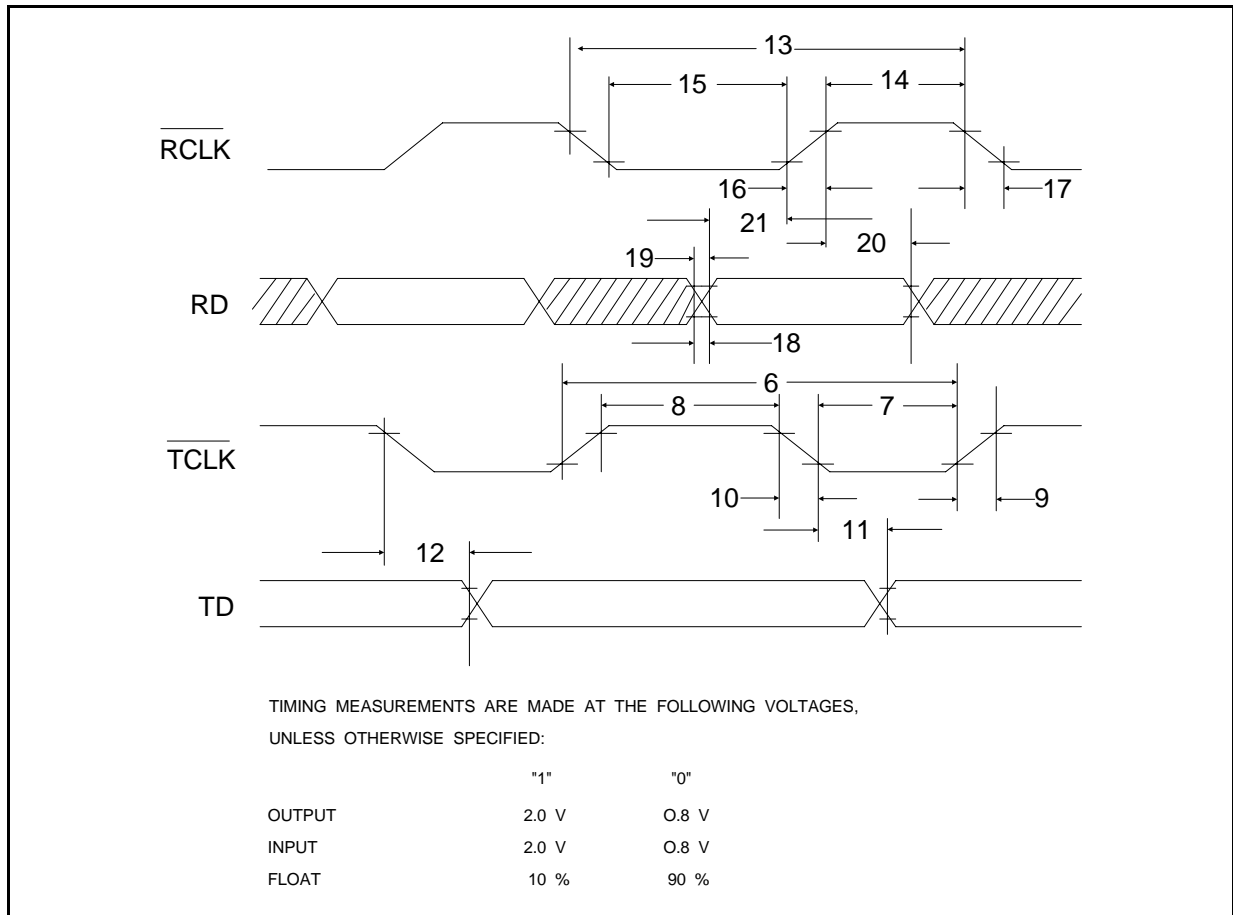 13
15
14
RCLK
16
17
21
20
19
RD
18
6
8
7
TCLK
10
9
11
12
TD
TIMING MEASUREMENTS ARE MADE AT THE FOLLOWING VOLTAGES,
UNLESS OTHERWISE SPECIFIED:
"1" "0"
OUTPUT 2.0 V O.8 V
INPUT 2.0 V O.8 V
FLOAT 10 % 90 %